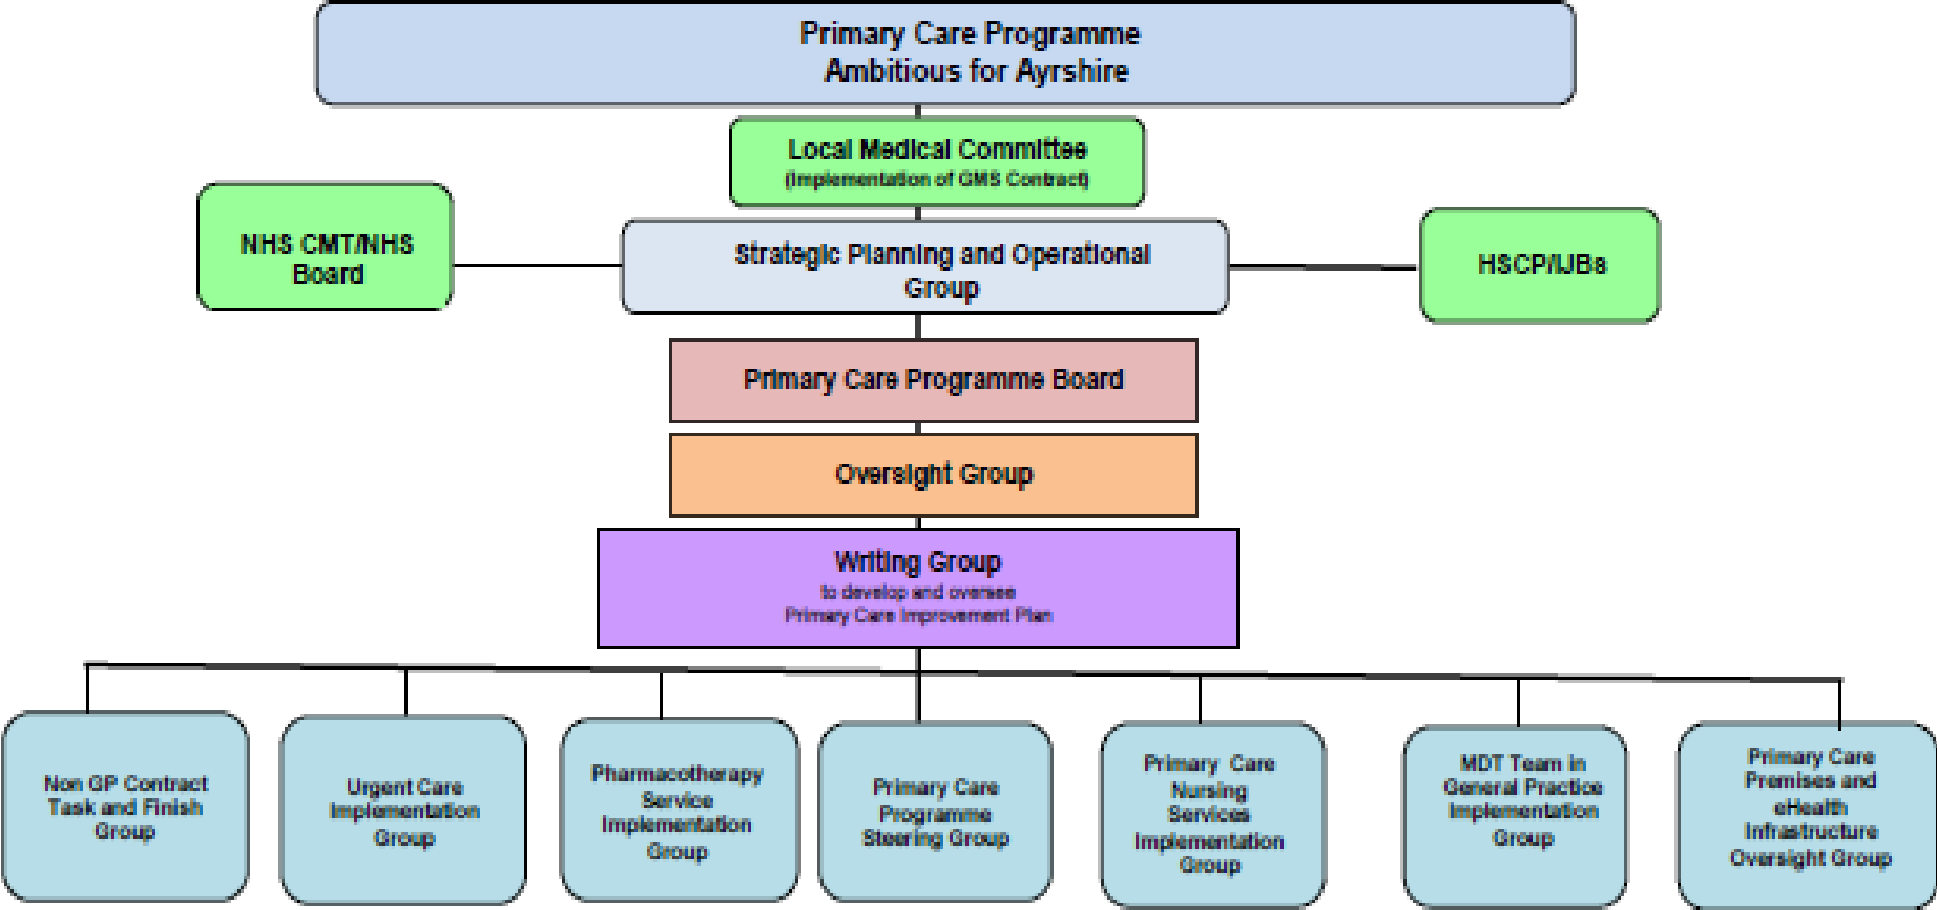 Primary Care Programme
Ambitious for Ayrshire
Local Medical Committee
(Implementation of GMS Contract)
NHS CMT/NHS
Board
Strategic Planning and Operational
Group
HSCP/IJBs
Primary Care Programme Board
Oversight Group
Writing Group
to develop and oversee
Primary Care Improvement Plan
Non GP Contract
Task and Finish
Group
Urgent Care
Implementation
Group
Pharmacotherapy
Service
Implementation
Group
Primary Care
Programme
Steering Group
Primary Care
Nursing
Services
Implementation
Group
MDT Team in
General Practice
Implementation
Group
Primary Care
Premises and
eHealth
Infrastructure
Oversight Group